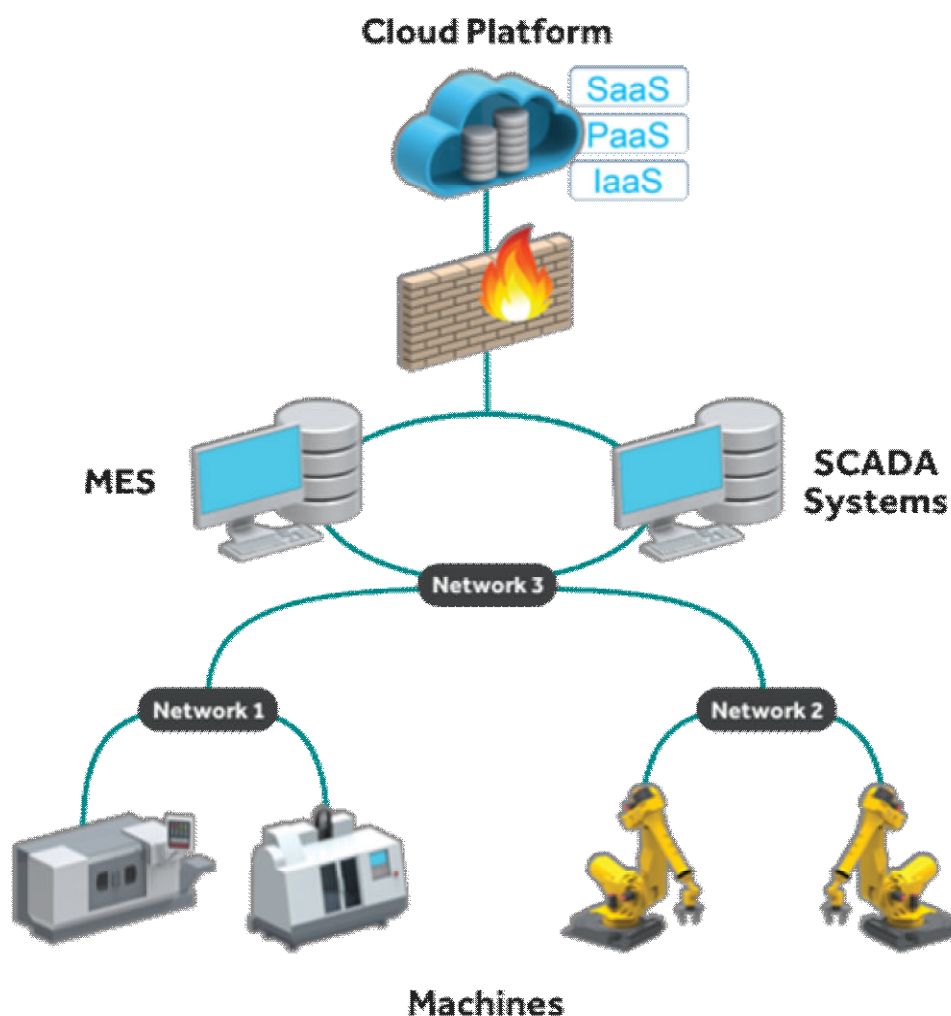 Cloud Platform
SaaS
PaaS
IaaS
MES
SCADA
Systems
Network 3
Network 1
Network 2
Machines